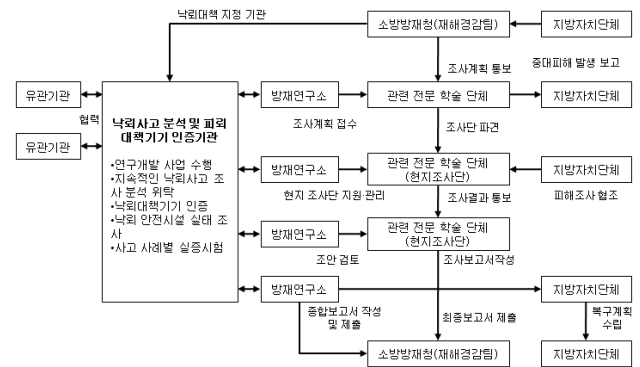 낙뢰대책 지정 기관
소방방재청(재해경감팀)
지방자치단체
조사계획 통보
중대피해 발생 보고
유관기관
방재연구소
관련 전문 학술 단체
지방자치단체
협력
낙뢰사고 분석 및 피뢰
대책기기 인증기관
조사계획 접수
조사단 파견
유관기관
•연구개발 사업 수행
•지속적인 낙뢰사고 조
사 분석 위탁
•낙뢰대책기기 인증
•낙뢰 안전시설 실태 조
사
•사고 사례별 실증시험
방재연구소
관련 전문 학술 단체
(현지조사단)
지방자치단체
현지 조사단 지원·관리
조사결과 통보
피해조사 협조
방재연구소
관련 전문 학술 단체
(현지조사단)
조안 검토
조사보고서작성
방재연구소
지방자치단체
종합보고서 작성
및 제출
최종보고서 제출
복구계획
수립
소방방재청(재해경감팀)
지방자치단체